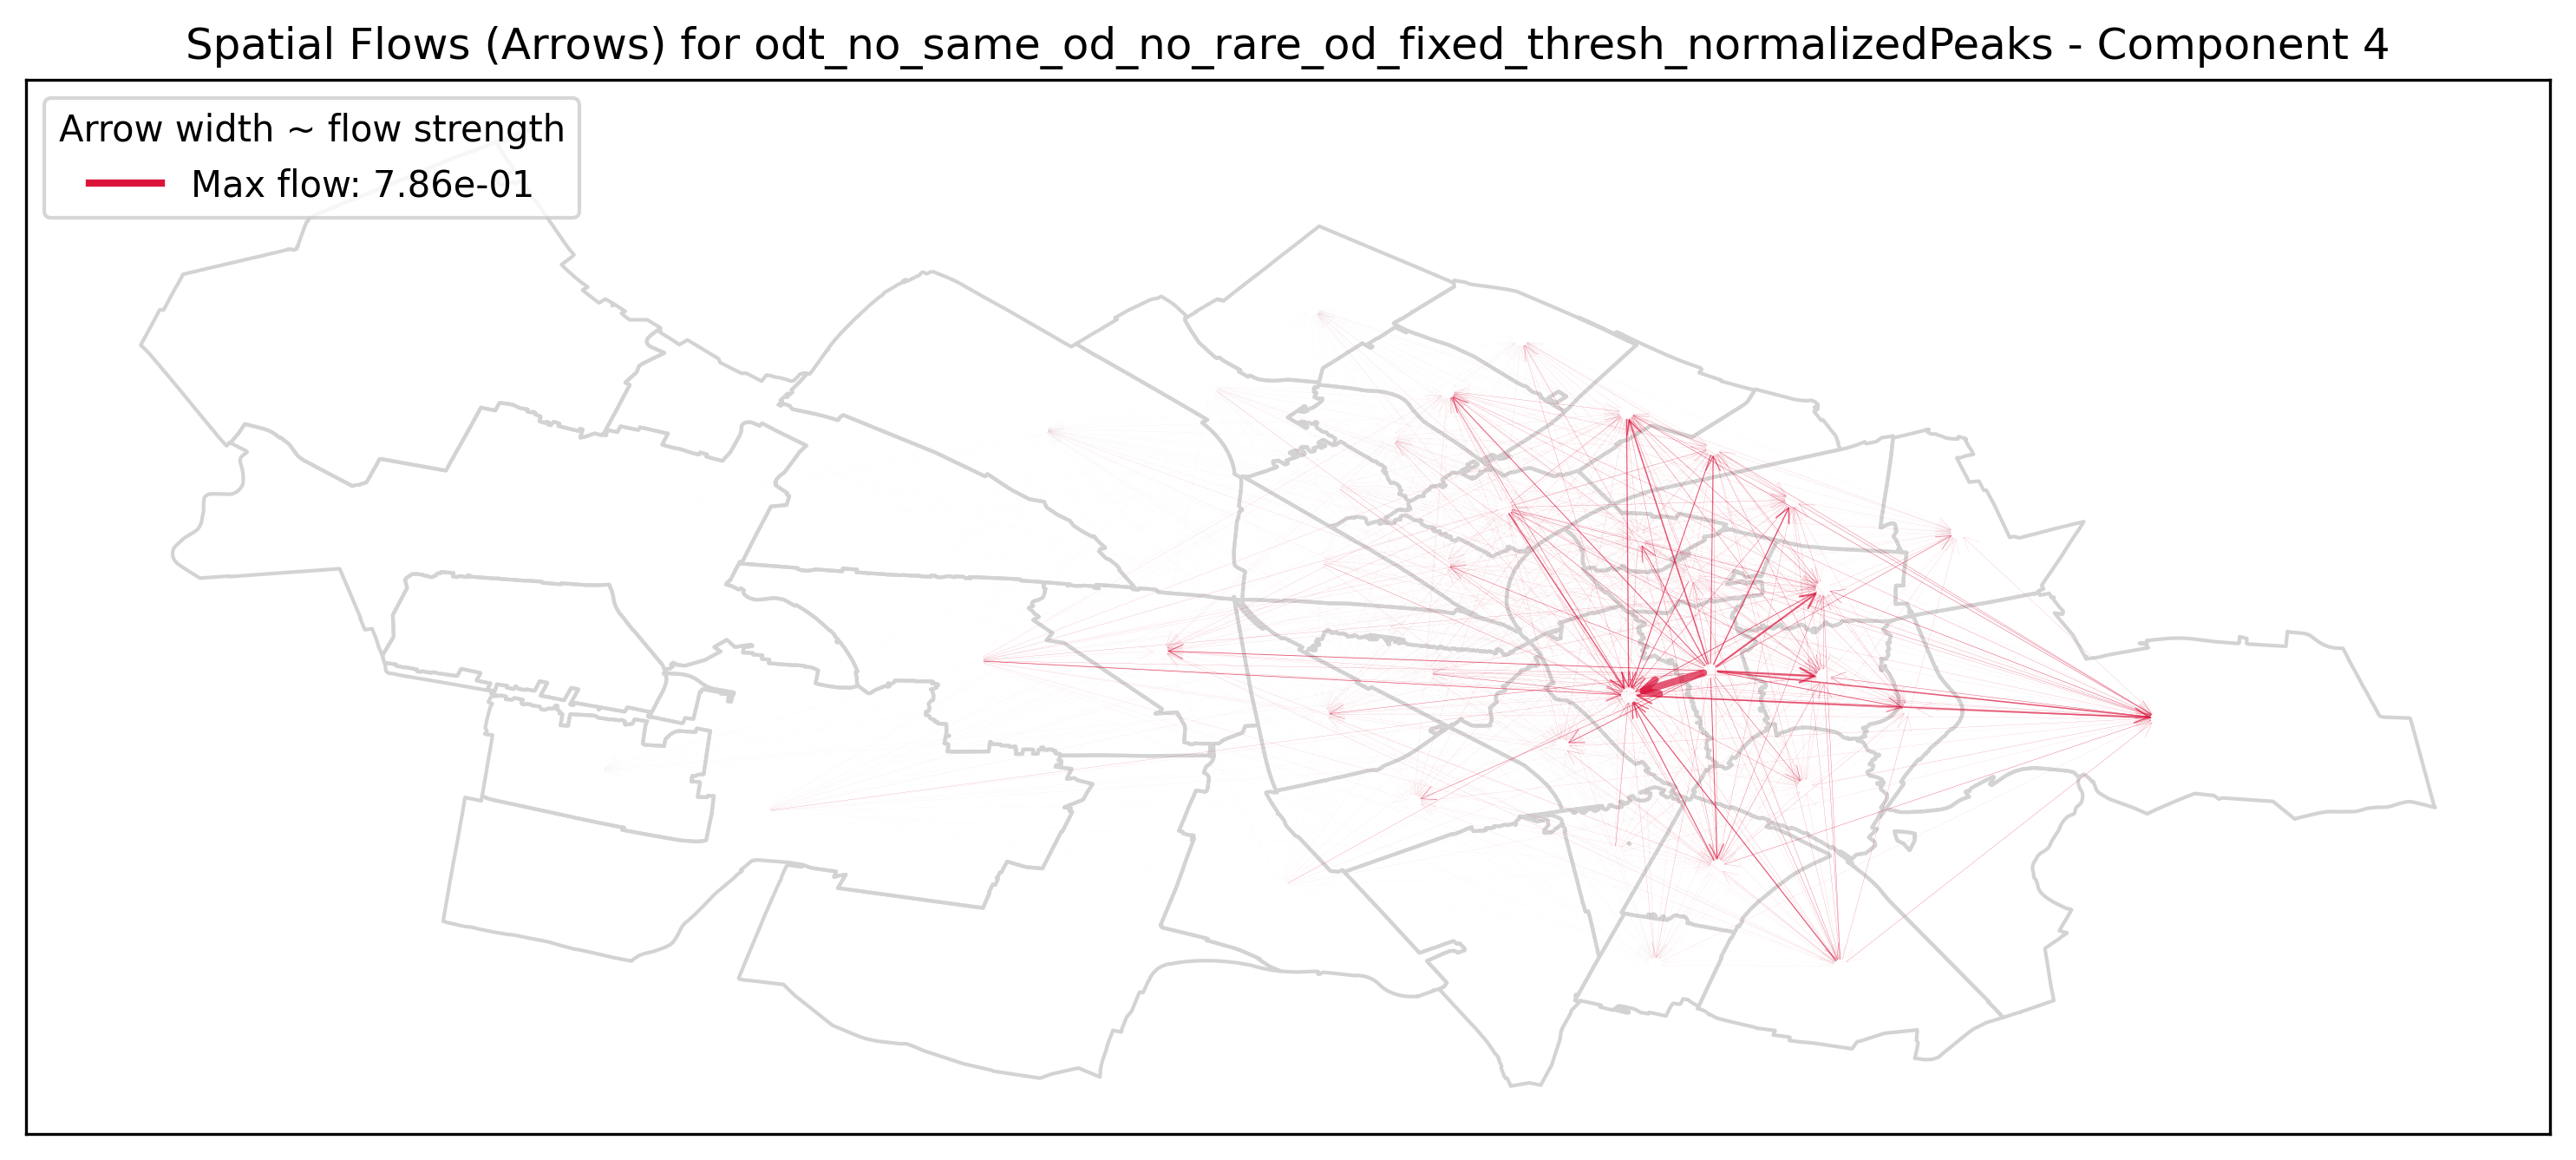 Spatial Flows (Arrows) for odt_no_same_od_no_rare_od_fixed_thresh_normalizedPeaks - Component 4
Arrow width ~ flow strength
Max flow: 7.86e-01